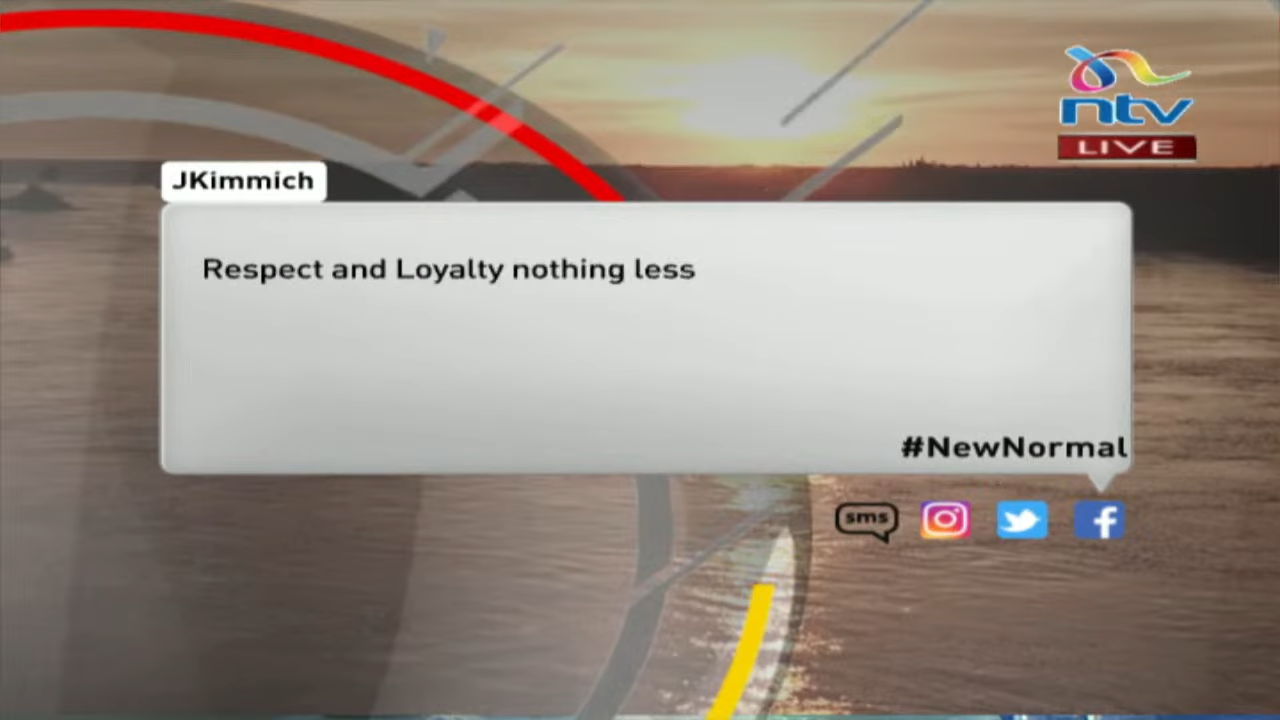 ntv
LIVE
JKimmich
Respect and Loyalty nothing less
#NewNormal
sms